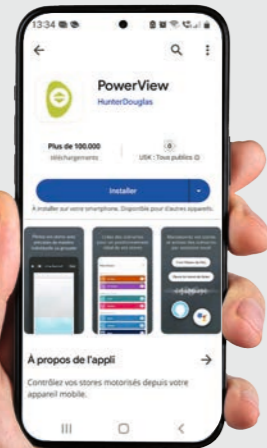 13:34
PowerView
HunterDouglas
Plus de 100.000
téléchargements
USK : Tous publics
Installer
À installer sur votre smartphone. Disponible pour d'autres appareils.
À propos de l'appli
Contrôlez vos stores motorisés depuis votre
appareil mobile.